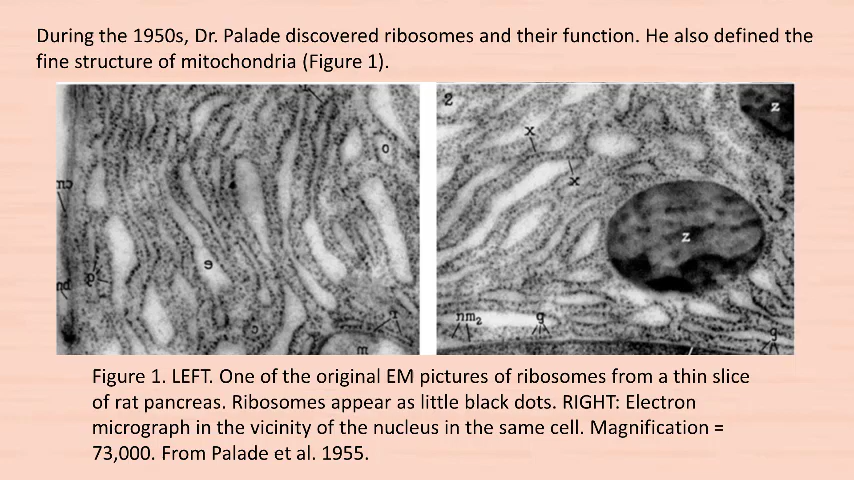 During the 1950s, Dr. Palade discovered ribosomes and their function. He also defined the
fine structure of mitochondria (Figure 1).
2
z
x
o
x
z
e
nm₂
g
g
m
Figure 1. LEFT. One of the original EM pictures of ribosomes from a thin slice
of rat pancreas. Ribosomes appear as little black dots. RIGHT: Electron
micrograph in the vicinity of the nucleus in the same cell. Magnification =
73,000. From Palade et al. 1955.